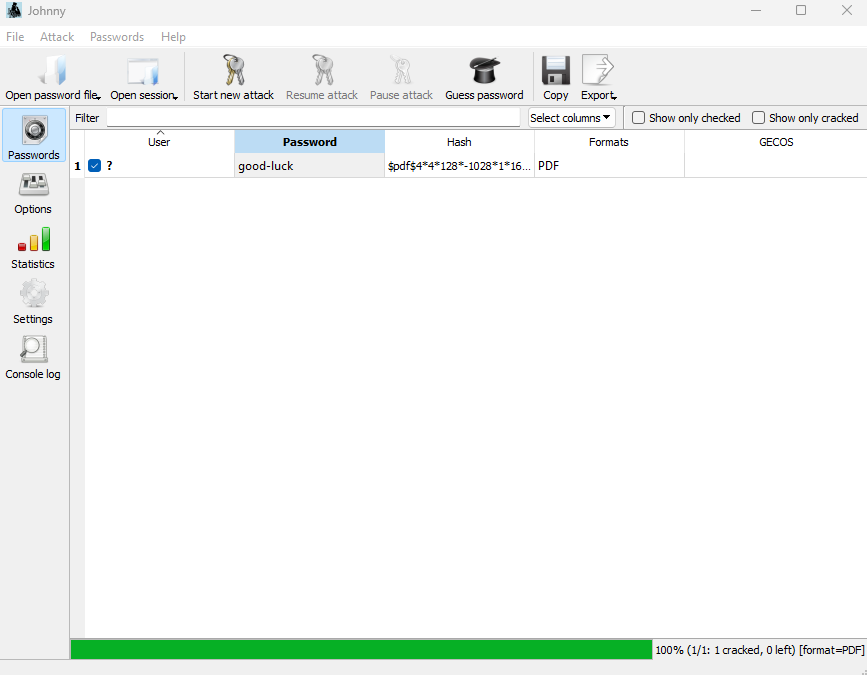 Johnny
File Attack Passwords Help
Open password file Open session Start new attack Resume attack Pause attack Guess password Copy Export
Passwords
Options
Statistics
Settings
Console log
Filter Select columns Show only checked Show only cracked
User Password Hash Formats GECOS
1 ? good-luck $pdf$4*4*128*-1028*1*16... PDF
100% (1/1: 1 cracked, 0 left) [format=PDF]